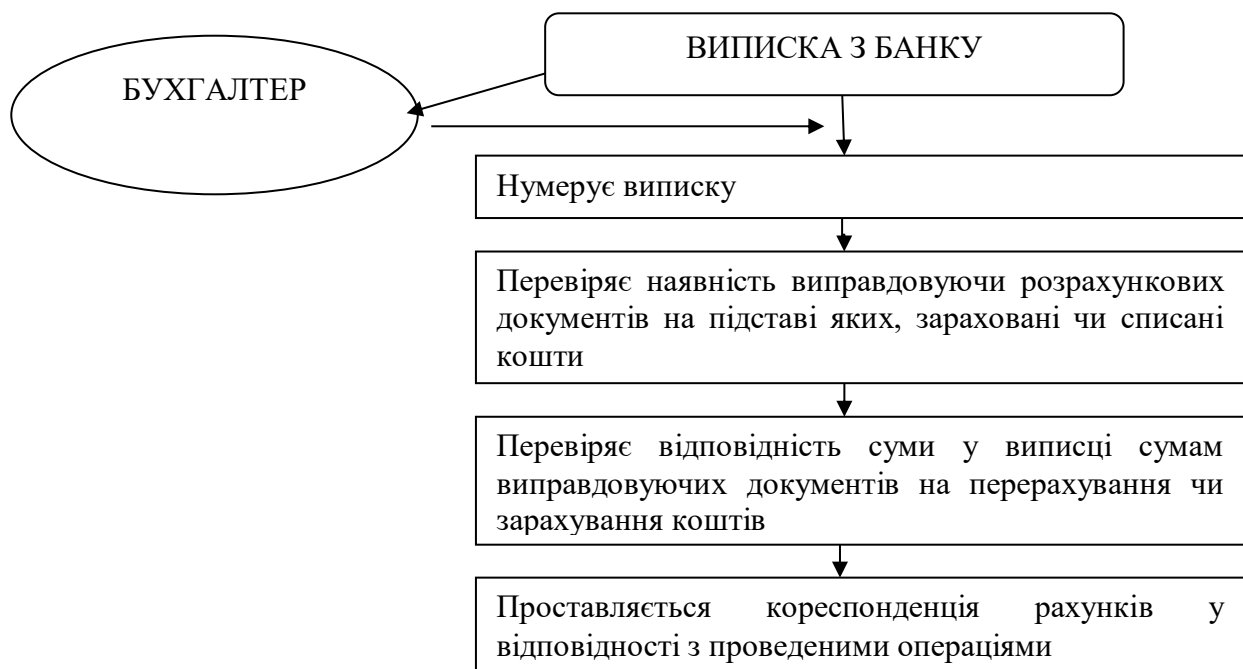 ВИПИСКА З БАНКУ
БУХГАЛТЕР
Нумерує виписку
Перевіряє наявність виправдовуючи розрахункових
документів на підставі яких, зараховані чи списані
кошти
Перевіряє відповідність суми у виписці сумам
виправдовуючих документів на перерахування чи
зарахування коштів
Проставляється кореспонденція рахунків у
відповідності з проведеними операціями